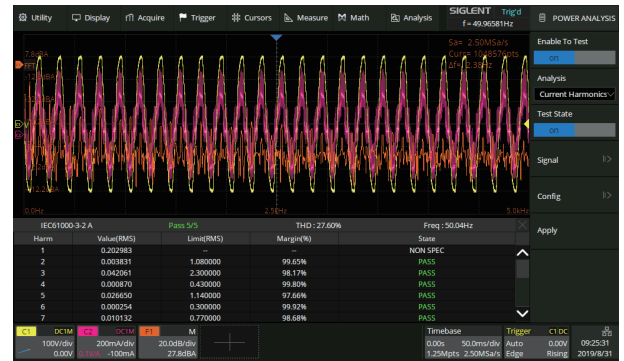 Utility Display Acquire Trigger Cursors Measure Math Analysis SIGLENT Trig'd
f = 49.96581Hz
POWER ANALYSIS
Sa= 2.50MSa/s
Curr= 1048576pts
Δf= 2.38Hz
7.8dBA
FFT
0.0Hz 2.50Hz 5.0kHz
Enable To Test
on
Analysis
Current Harmonics
Test State
on
Signal
Config
Apply
IEC61000-3-2 A Pass 5/5 THD : 27.60% Freq : 50.04Hz
Harm Value(RMS) Limit(RMS) Margin(%) State
1 0.202983 -- -- NON SPEC
2 0.003831 1.080000 99.65% PASS
3 0.042061 2.300000 98.17% PASS
4 0.000870 0.430000 99.80% PASS
5 0.026650 1.140000 97.66% PASS
6 0.000254 0.300000 99.92% PASS
7 0.010132 0.770000 98.68% PASS
C1 DC1M C2 DC1M F1 M Timebase Trigger C1 DC
100V/div 200mA/div 20.0dB/div 0.00s 50.0ms/div Auto 0.00V 09:25:31
0.00V -100mA 27.8dBA 1.25Mpts 2.50MSa/s Edge Rising 2019/8/31